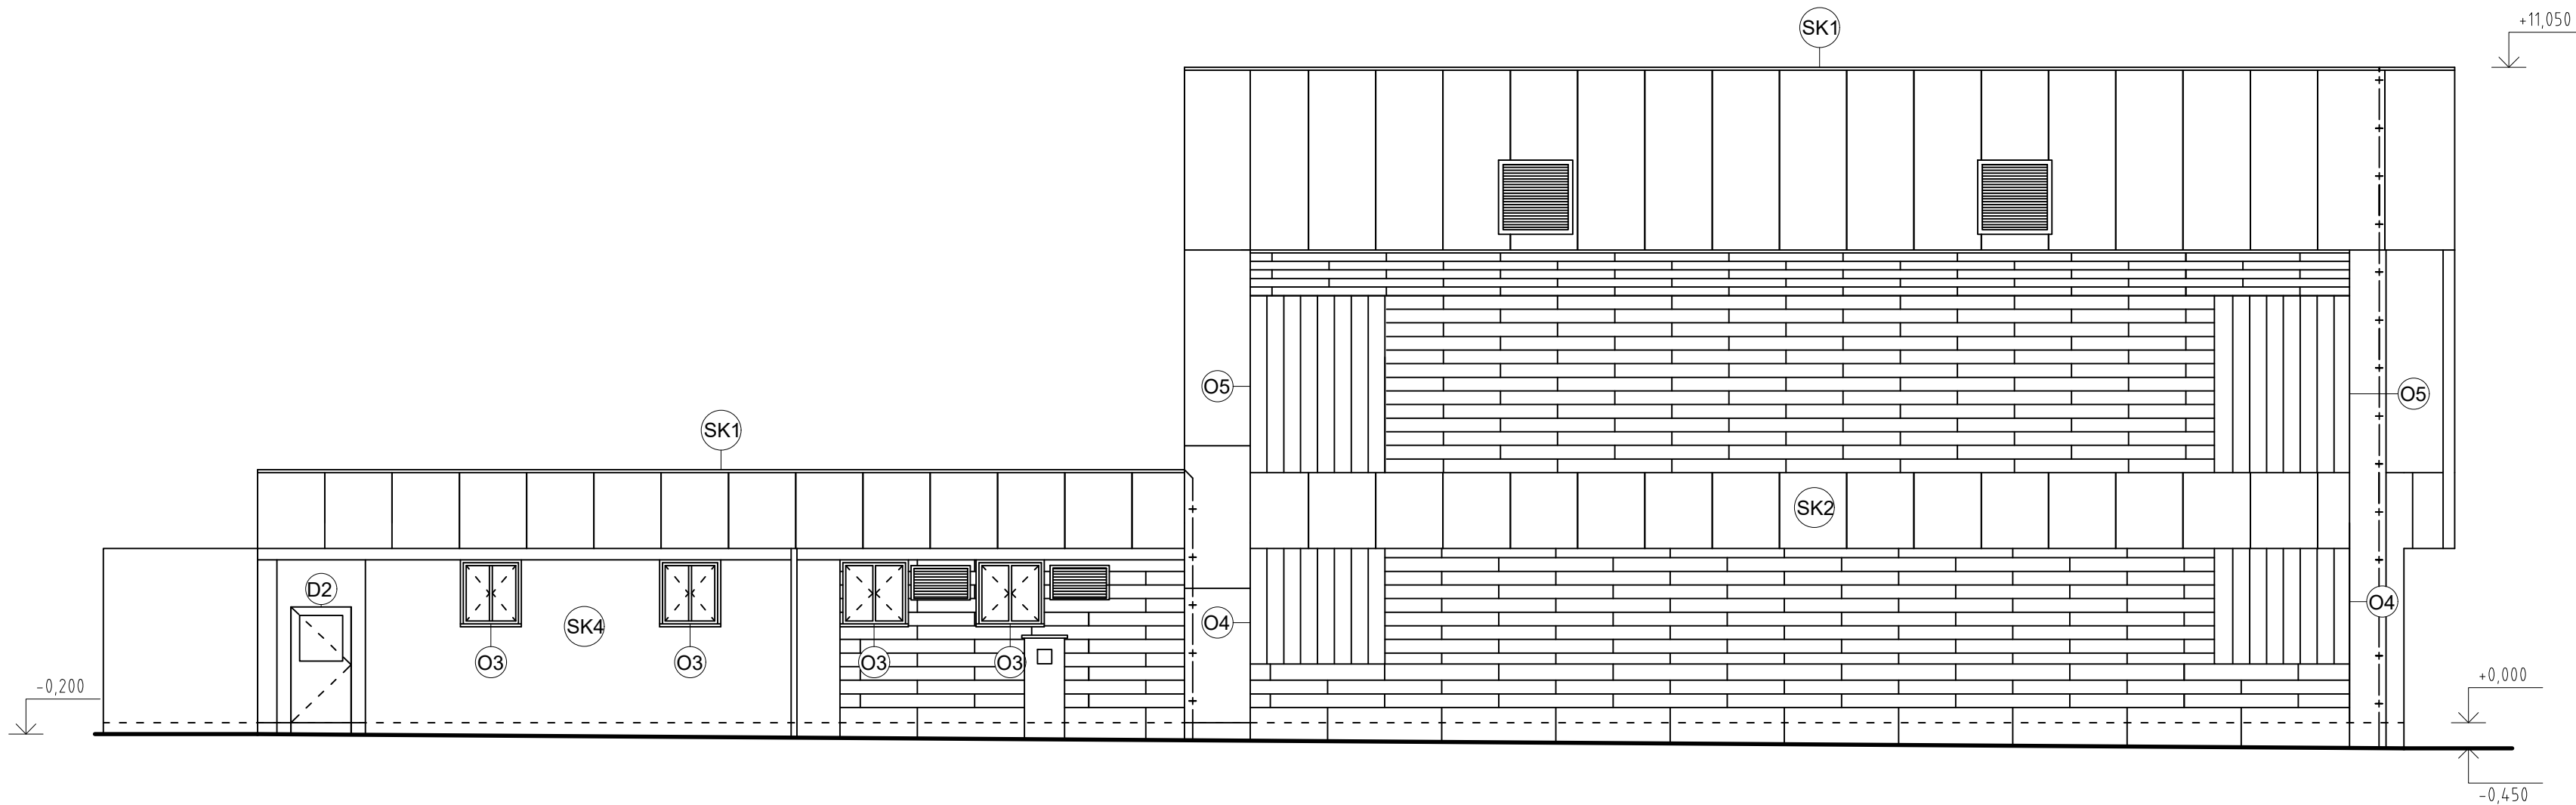 SK1
+11,050
O5
O5
SK1
SK2
D2
SK4
O4
O4
O3
O3
O3
O3
-0,200
+0,000
-0,450